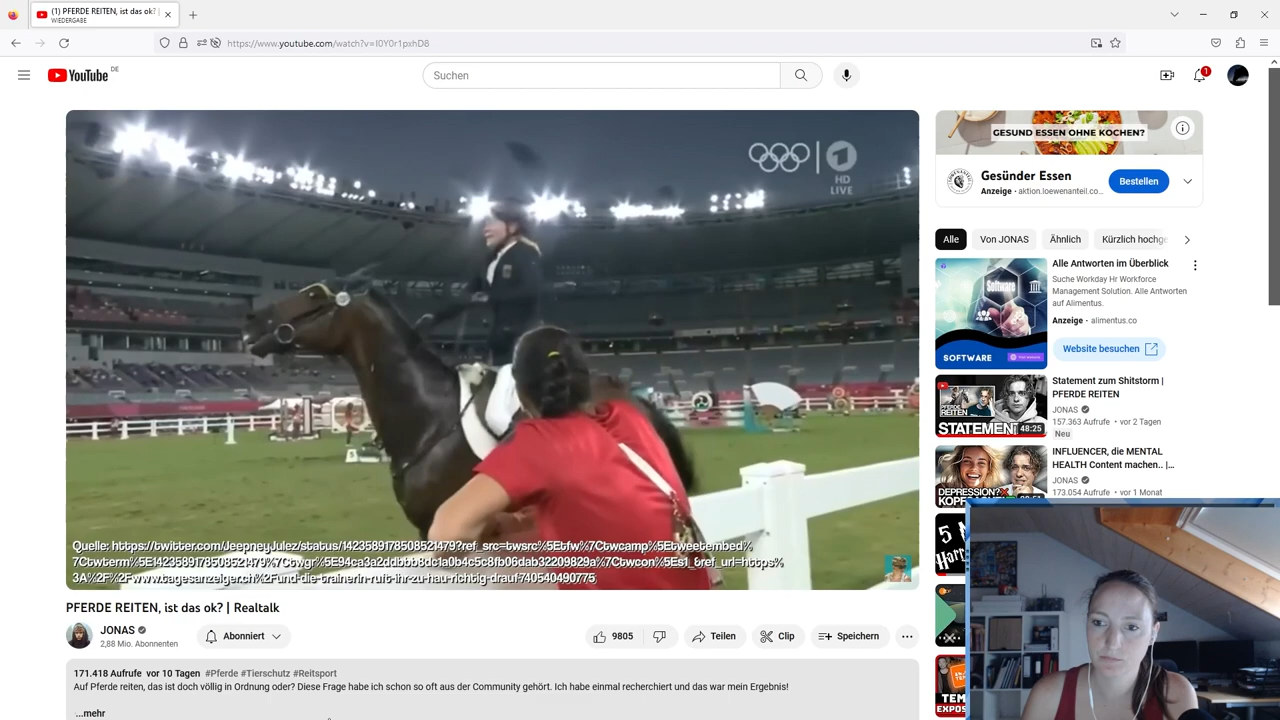 (1) PFERDE REITEN, ist das ok? |
WIEDERGABE
https://www.youtube.com/watch?v=I0Y0r1pxhD8
YouTube DE
Suchen
1
HD
LIVE
Quelle: https://twitter.com/JeepneyJulez/status/1423589178508521479?ref_src=twsrc%5Etfw%7Ctwcamp%5Etweetembed%
7Ctwterm%5E1423589178508521479%7Ctwgr%5E94ca3a2ddbbb8dc1a0b4c5c8fb06dab32209829a%7Ctwcon%5Es1_&ref_url=https%
3A%2F%2Fwww.tagesanzeiger.ch%2Fund-die-trainerin-ruft-ihr-zu-hau-richtig-drauf-740540490775
PFERDE REITEN, ist das ok? | Realtalk
JONAS
2,88 Mio. Abonnenten
Abonniert
9805
Teilen
Clip
Speichern
171.418 Aufrufe vor 10 Tagen #Pferde #Tierschutz #Reitsport
Auf Pferde reiten, das ist doch völlig in Ordnung oder? Diese Frage habe ich schon so oft aus der Community gehört. Ich habe einmal recherchiert und das war mein Ergebnis!
...mehr
GESUND ESSEN OHNE KOCHEN?
Gesünder Essen
Anzeige · aktion.loewenanteil.co...
Bestellen
Alle
Von JONAS
Ähnlich
Kürzlich hochge
Software
SOFTWARE
Alle Antworten im Überblick
Suche Workday Hr Workforce
Management Solution. Alle Antworten
auf Alimentus.
Anzeige · alimentus.co
Website besuchen
PFERDE
REITEN
STATEMENT
48:25
Statement zum Shitstorm |
PFERDE REITEN
JONAS
157.363 Aufrufe · vor 2 Tagen
Neu
DEPRESSION?
INFLUENCER, die MENTAL
HEALTH Content machen.. |...
JONAS
173.054 Aufrufe · vor 1 Monat